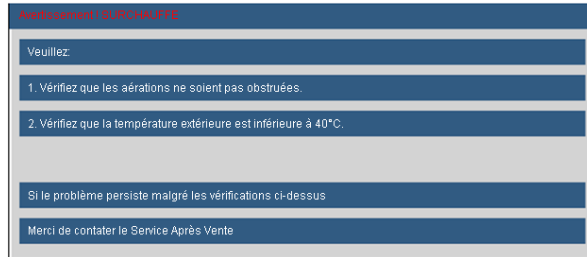 Avertissement: SURCHAUFFE
Veuillez:
1. Vérifiez que les aérations ne soient pas obstruées.
2. Vérifiez que la température extérieure est inférieure à 40°C.
Si le problème persiste malgré les vérifications ci-dessus
Merci de contater le Service Après Vente